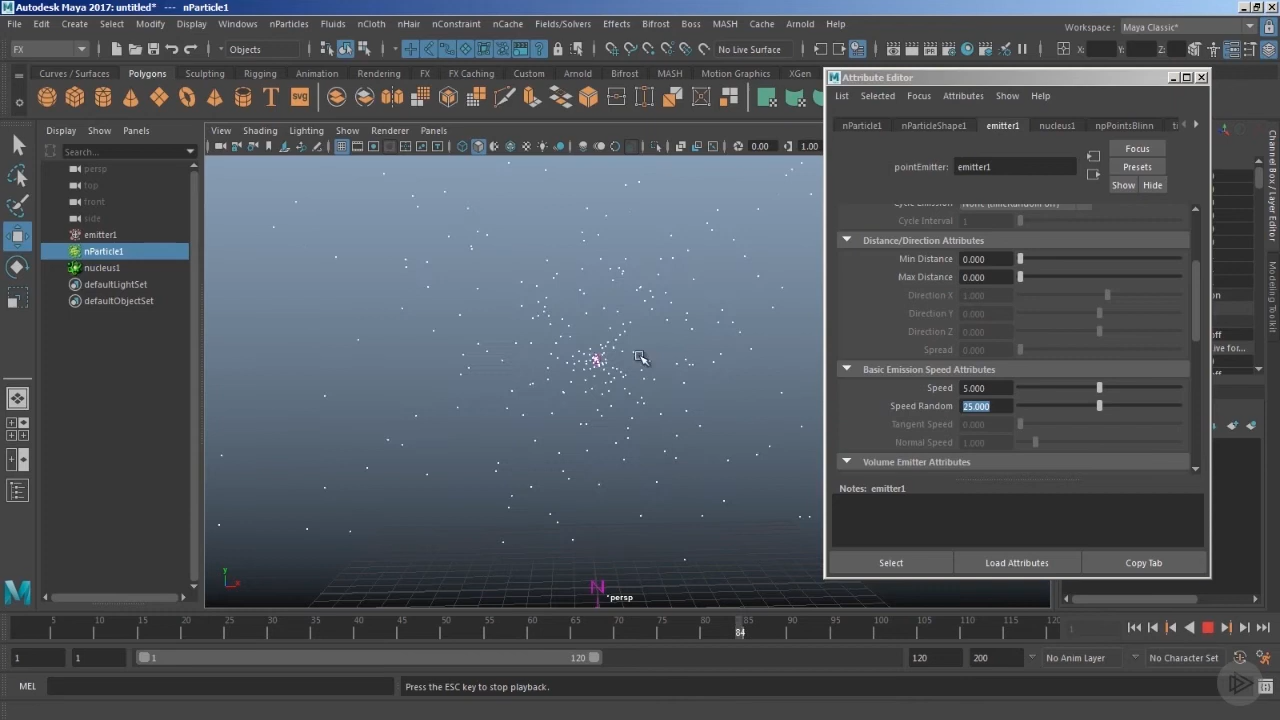 Autodesk Maya 2017: untitled* --- nParticle1
File Edit Create Select Modify Display Windows nParticles Fluids nCloth nHair nConstraint nCache Fields/Solvers Effects Bifrost Boss MASH Cache Arnold Help
Workspace : Maya Classic*
FX Objects No Live Surface X: Y: Z:
Curves / Surfaces Polygons Sculpting Rigging Animation Rendering FX FX Caching Custom Arnold Bifrost MASH Motion Graphics XGen
T svg
Display Show Panels
Search...
persp
top
front
side
emitter1
nParticle1
nucleus1
defaultLightSet
defaultObjectSet
View Shading Lighting Show Renderer Panels
0.00 1.00
N
persp
y
x
Attribute Editor
List Selected Focus Attributes Show Help
nParticle1 nParticleShape1 emitter1 nucleus1 npPointsBlinn
pointEmitter: emitter1
Focus
Presets
Show Hide
Cycle Emission None (timeRandom off)
Cycle Interval 1
Distance/Direction Attributes
Min Distance 0.000
Max Distance 0.000
Direction X 1.000
Direction Y 0.000
Direction Z 0.000
Spread 0.000
Basic Emission Speed Attributes
Speed 5.000
Speed Random 25.000
Tangent Speed 0.000
Normal Speed 1.000
Volume Emitter Attributes
Notes: emitter1
Select Load Attributes Copy Tab
Channel Box / Layer Editor
Modeling Toolkit
5 10 15 20 25 30 35 40 45 50 55 60 65 70 75 80 85 90 95 100 105 110 115 120
84
1
1 1 1 120 120 200 No Anim Layer No Character Set
MEL
Press the ESC key to stop playback.